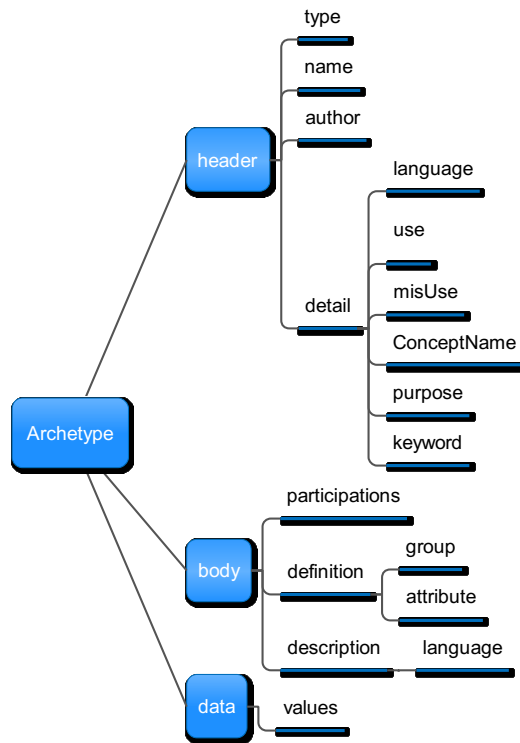 type
name
author
header
language
use
detail
misUse
ConceptName
purpose
keyword
Archetype
participations
group
body
definition
attribute
description
language
data
values